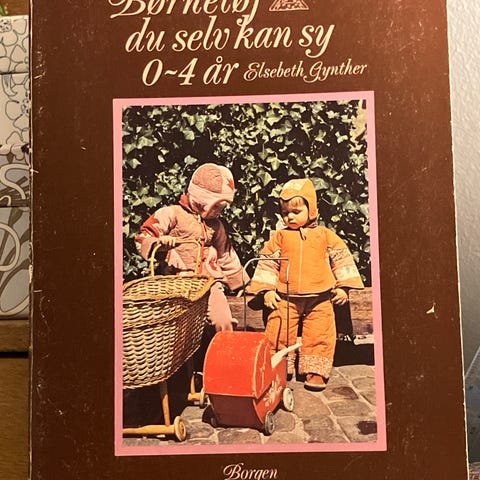 Børnetøj
du selv kan sy
0~4 år Elsebeth Gynther
Borgen